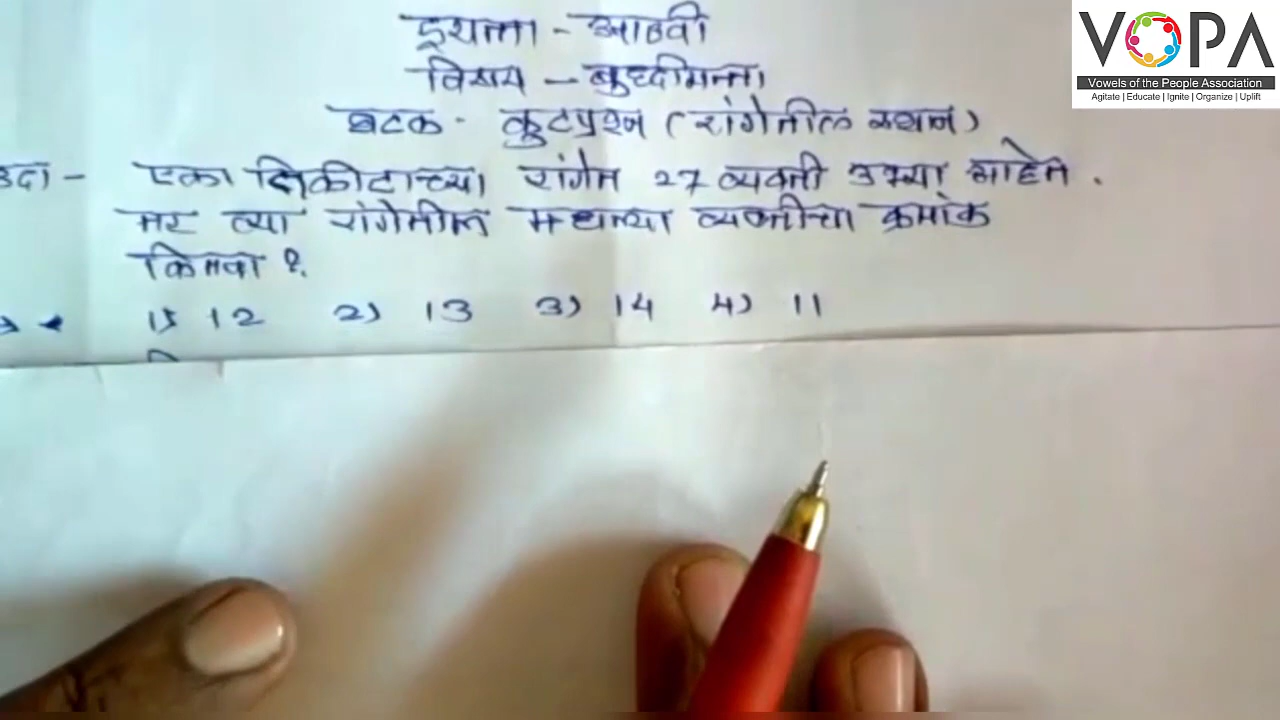 VOPA
Vowels of the People Association
Agitate | Educate | Ignite | Organize | Uplift
इयत्ता - आठवी
विषय - बुध्दीमत्ता
घटक - कुटप्रश्न (रांगेतील स्थान)
उदा - एका तिकीटाच्या रांगेत 27 व्यक्ती उभ्या आहेत.
तर त्या रांगेतील मधल्या व्यक्तीचा क्रमांक
कितवा ?
1) 12 2) 13 3) 14 4) 11